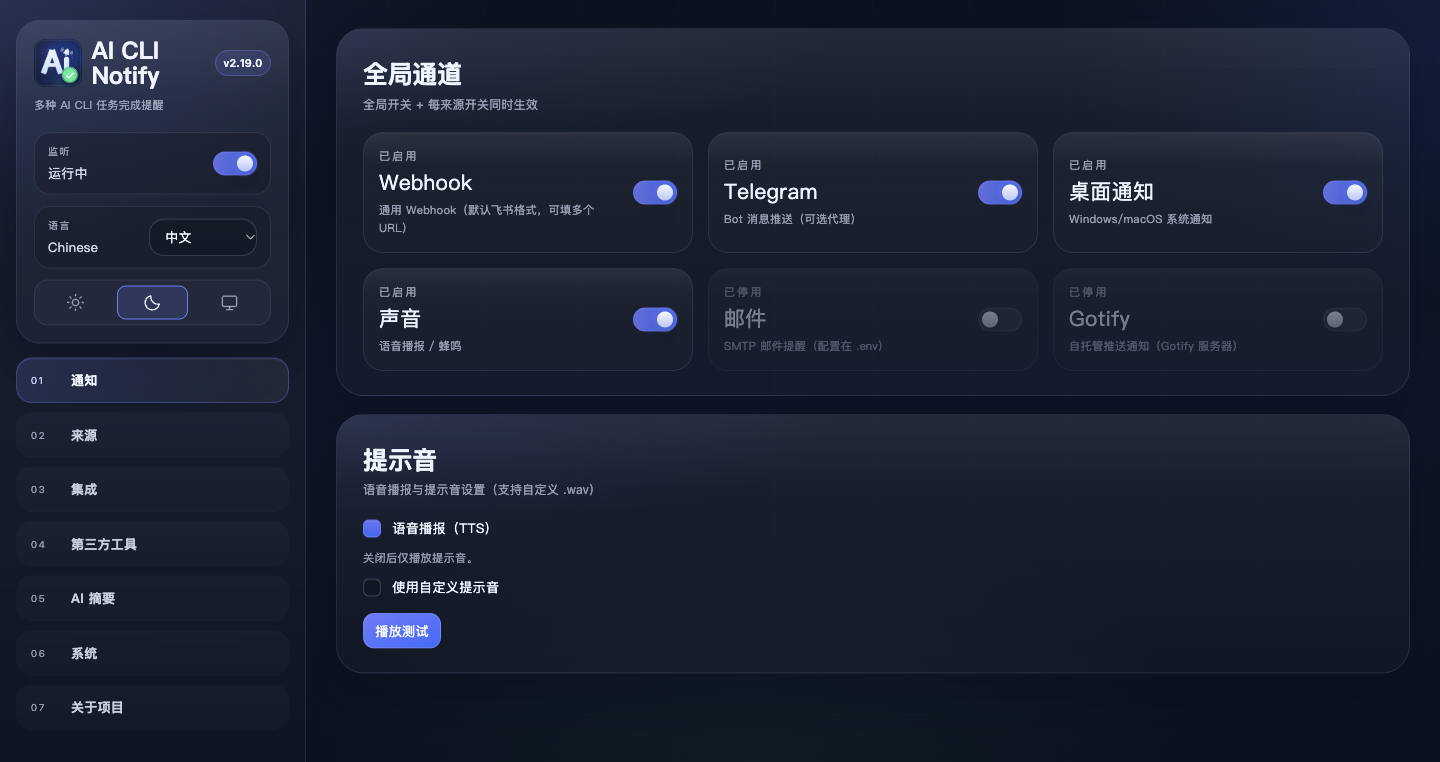 Ai
AI CLI
Notify
v2.19.0
多种 AI CLI 任务完成提醒
监听
运行中
语言
Chinese
中文
01 通知
02 来源
03 集成
04 第三方工具
05 AI 摘要
06 系统
07 关于项目
全局通道
全局开关 + 每来源开关同时生效
已启用
Webhook
通用 Webhook（默认飞书格式，可填多个
URL）
已启用
Telegram
Bot 消息推送（可选代理）
已启用
桌面通知
Windows/macOS 系统通知
已启用
声音
语音播报 / 蜂鸣
已停用
邮件
SMTP 邮件提醒（配置在 .env）
已停用
Gotify
自托管推送通知（Gotify 服务器）
提示音
语音播报与提示音设置（支持自定义 .wav）
语音播报（TTS）
关闭后仅播放提示音。
使用自定义提示音
播放测试